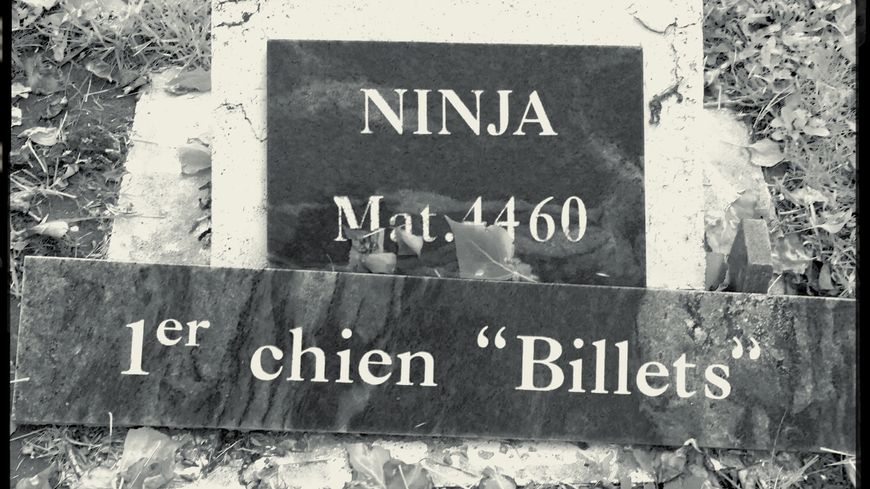 NINJA
Mat.4460
1er chien “Billets”